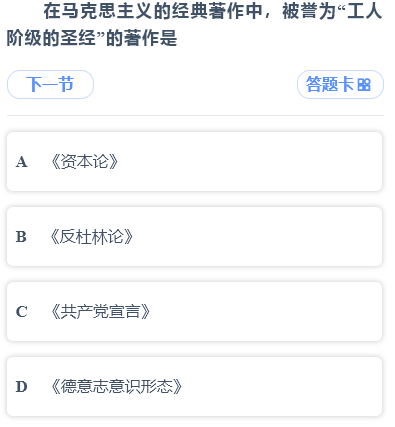 在马克思主义的经典著作中，被誉为“工人
阶级的圣经”的著作是
下一节
答题卡
A 《资本论》
B 《反杜林论》
C 《共产党宣言》
D 《德意志意识形态》